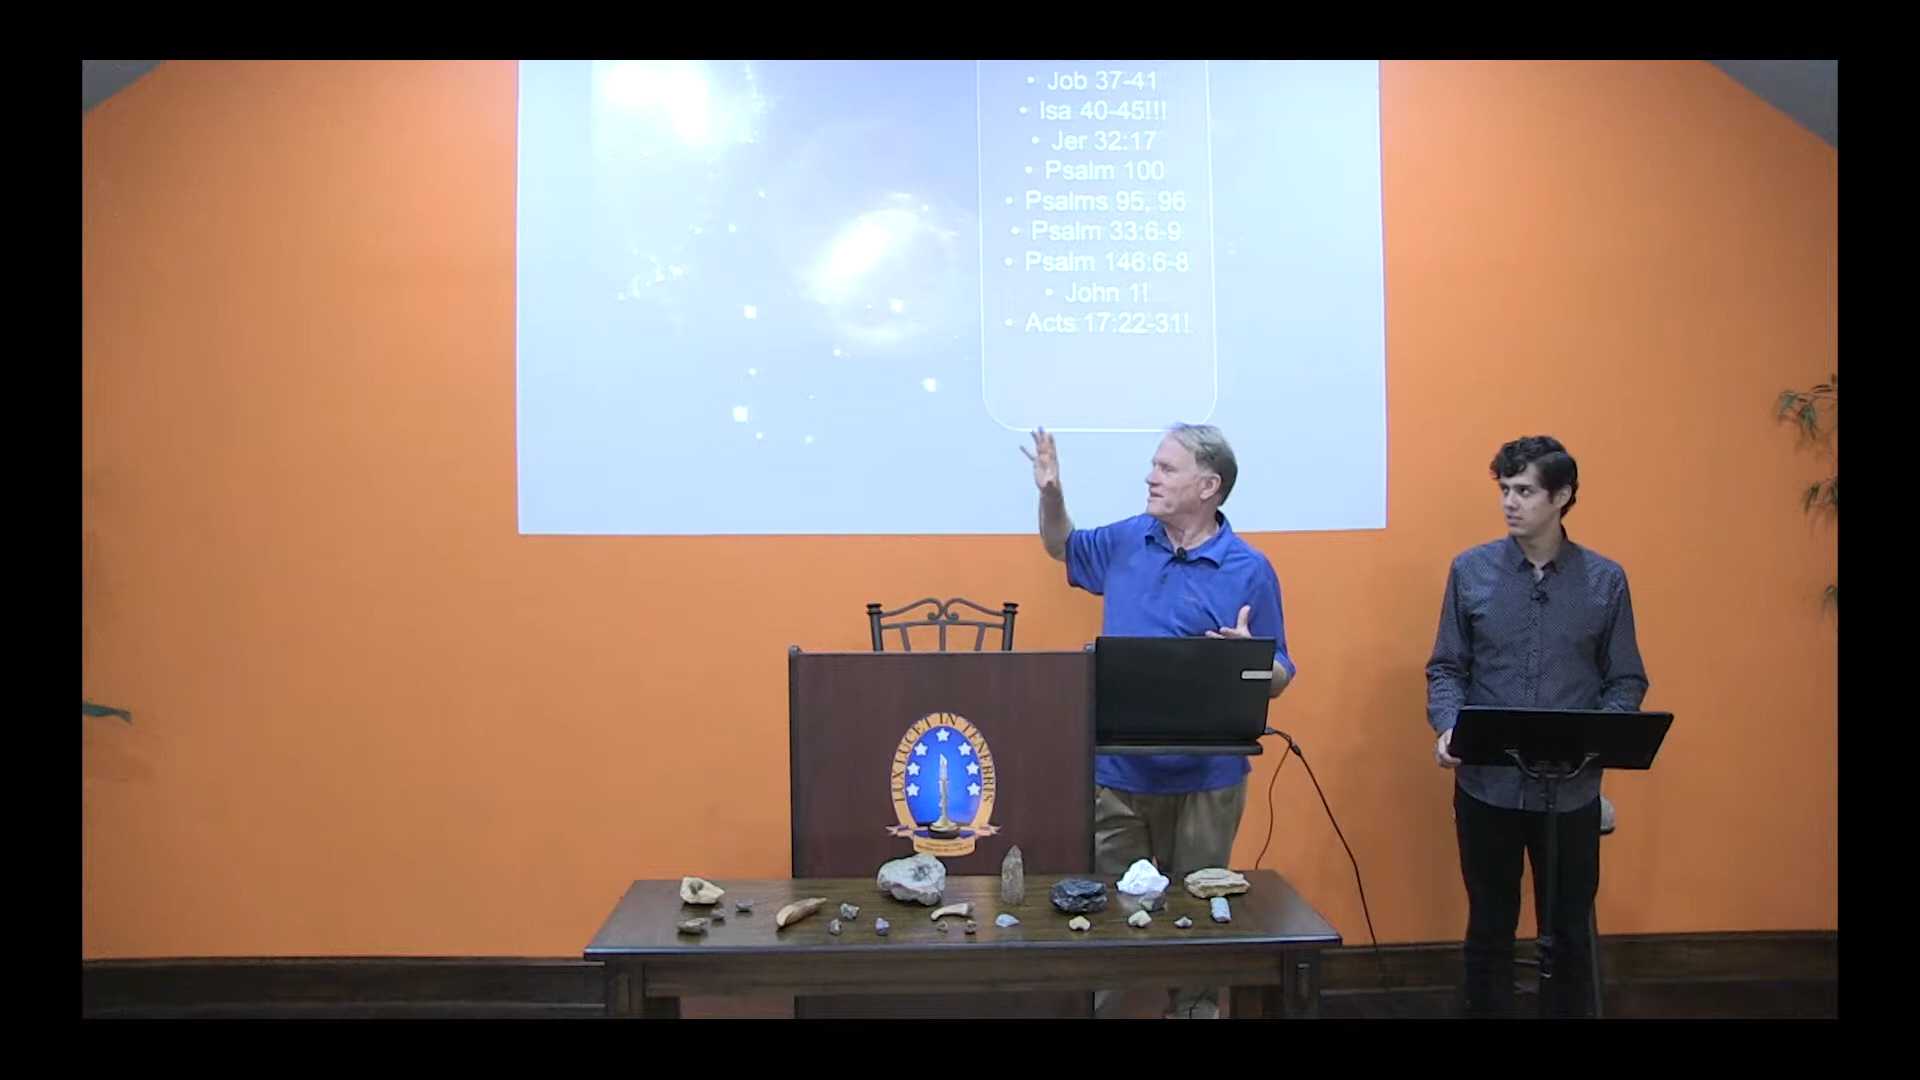 • Job 37-41
• Isa 40-45!!!
• Jer 32:17
• Psalm 100
• Psalms 95, 96
• Psalm 33:6-9
• Psalm 146:6-8
• John 1!
• Acts 17:22-31!
LUX LUCET IN TENEBRIS